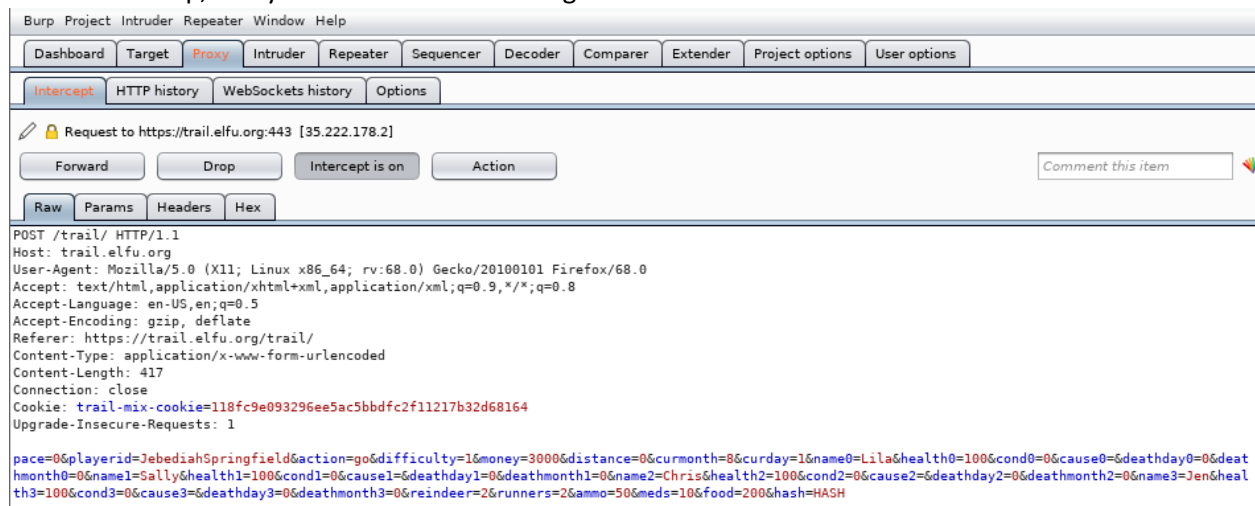 Burp Project Intruder Repeater Window Help
Dashboard Target Proxy Intruder Repeater Sequencer Decoder Comparer Extender Project options User options
Intercept HTTP history WebSockets history Options
Request to https://trail.elfu.org:443 [35.222.178.2]
Forward Drop Intercept is on Action Comment this item
Raw Params Headers Hex
POST /trail/ HTTP/1.1
Host: trail.elfu.org
User-Agent: Mozilla/5.0 (X11; Linux x86_64; rv:68.0) Gecko/20100101 Firefox/68.0
Accept: text/html,application/xhtml+xml,application/xml;q=0.9,*/*;q=0.8
Accept-Language: en-US,en;q=0.5
Accept-Encoding: gzip, deflate
Referer: https://trail.elfu.org/trail/
Content-Type: application/x-www-form-urlencoded
Content-Length: 417
Connection: close
Cookie: trail-mix-cookie=118fc9e093296ee5ac5bbdfc2f11217b32d68164
Upgrade-Insecure-Requests: 1
pace=0&playerid=JebediahSpringfield&action=go&difficulty=1&money=3000&distance=0&curmonth=8&curday=1&name0=Lila&health0=100&cond0=0&cause0=&deathday0=0&deat
hmonth0=0&name1=Sally&health1=100&cond1=0&cause1=&deathday1=0&deathmonth1=0&name2=Chris&health2=100&cond2=0&cause2=&deathday2=0&deathmonth2=0&name3=Jen&heal
th3=100&cond3=0&cause3=&deathday3=0&deathmonth3=0&reindeer=2&runners=2&ammo=50&meds=10&food=200&hash=HASH